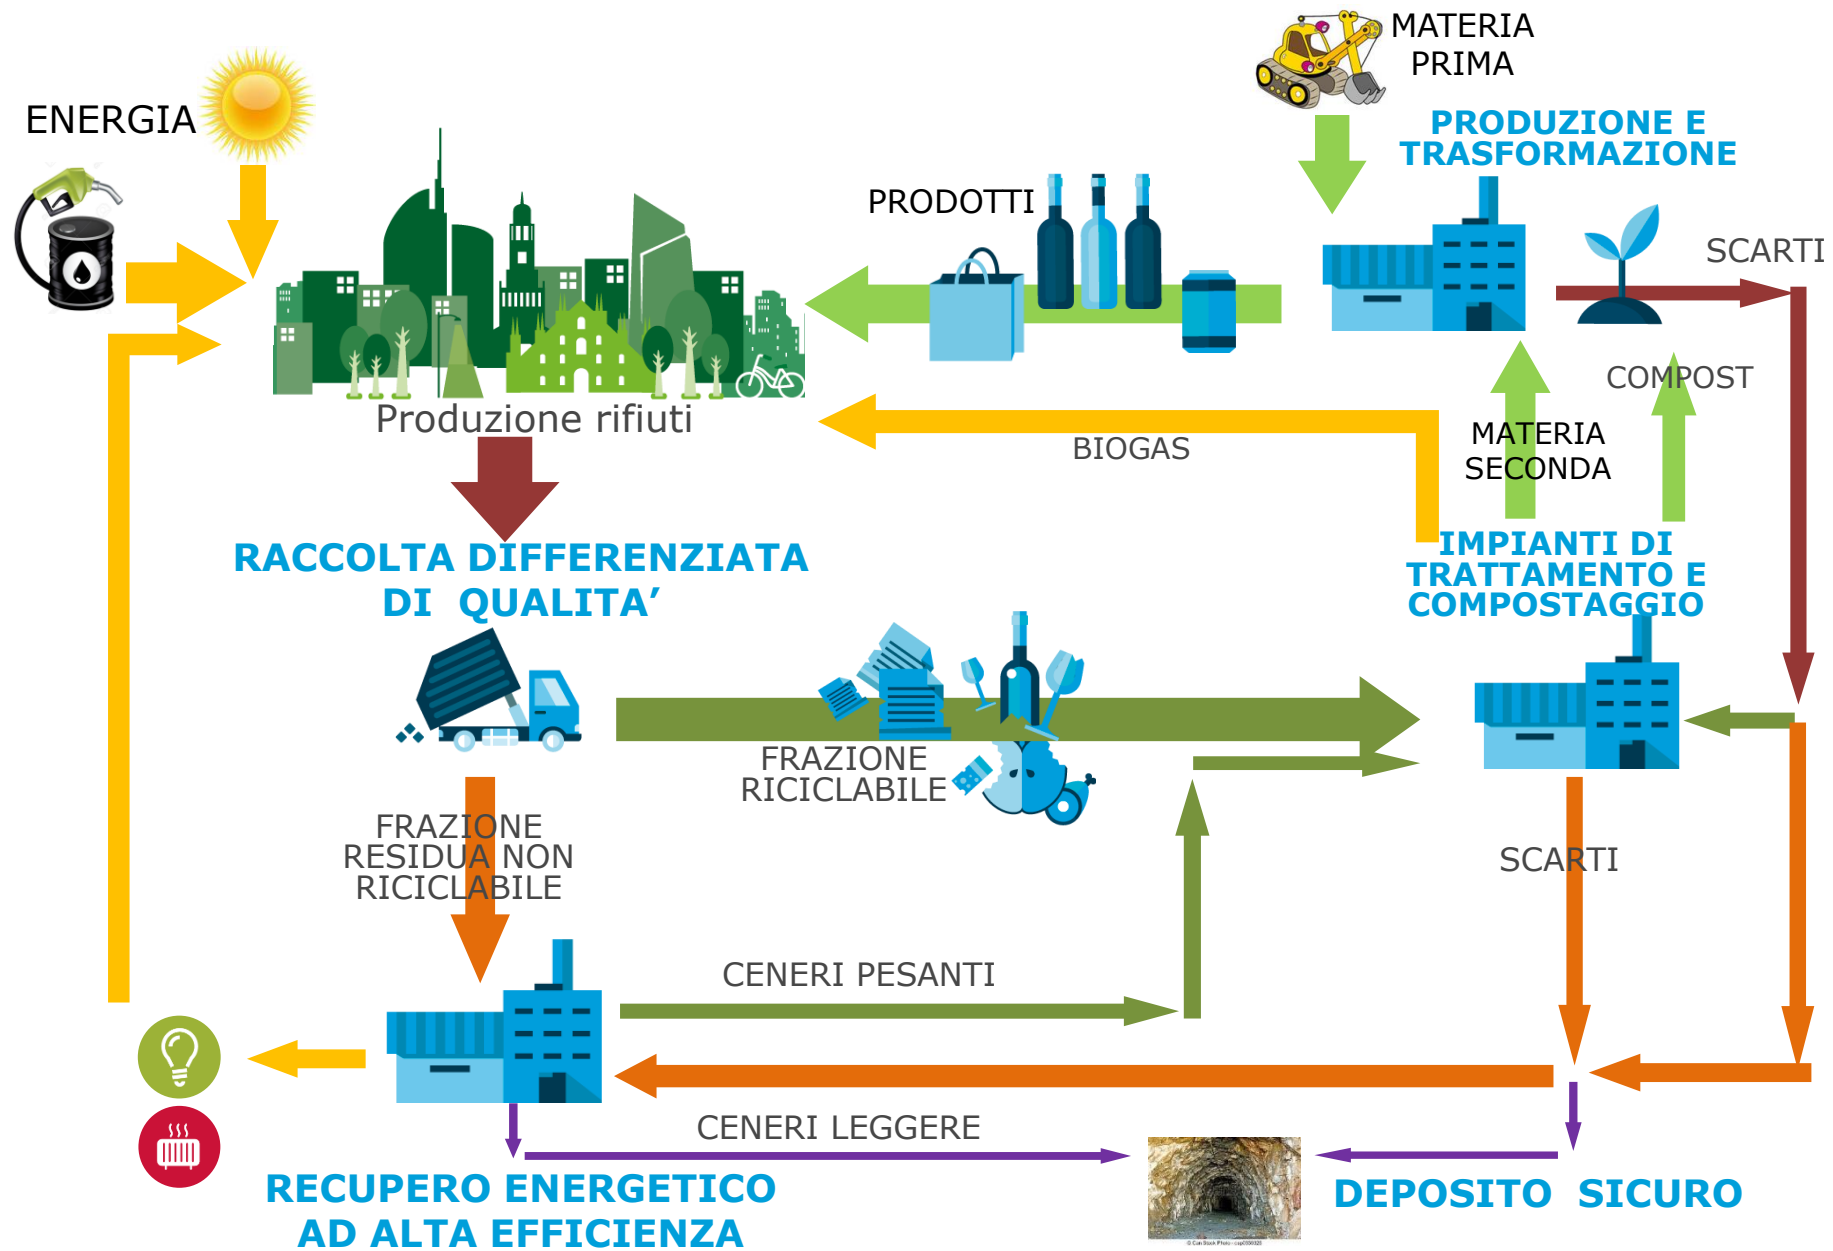 MATERIA
PRIMA
ENERGIA
PRODUZIONE E
TRASFORMAZIONE
PRODOTTI
SCARTI
COMPOST
Produzione rifiuti
MATERIA
SECONDA
BIOGAS
RACCOLTA DIFFERENZIATA
DI QUALITA’
IMPIANTI DI
TRATTAMENTO E
COMPOSTAGGIO
FRAZIONE
RICICLABILE
FRAZIONE
RESIDUA NON
RICICLABILE
SCARTI
CENERI PESANTI
CENERI LEGGERE
RECUPERO ENERGETICO
AD ALTA EFFICIENZA
DEPOSITO SICURO